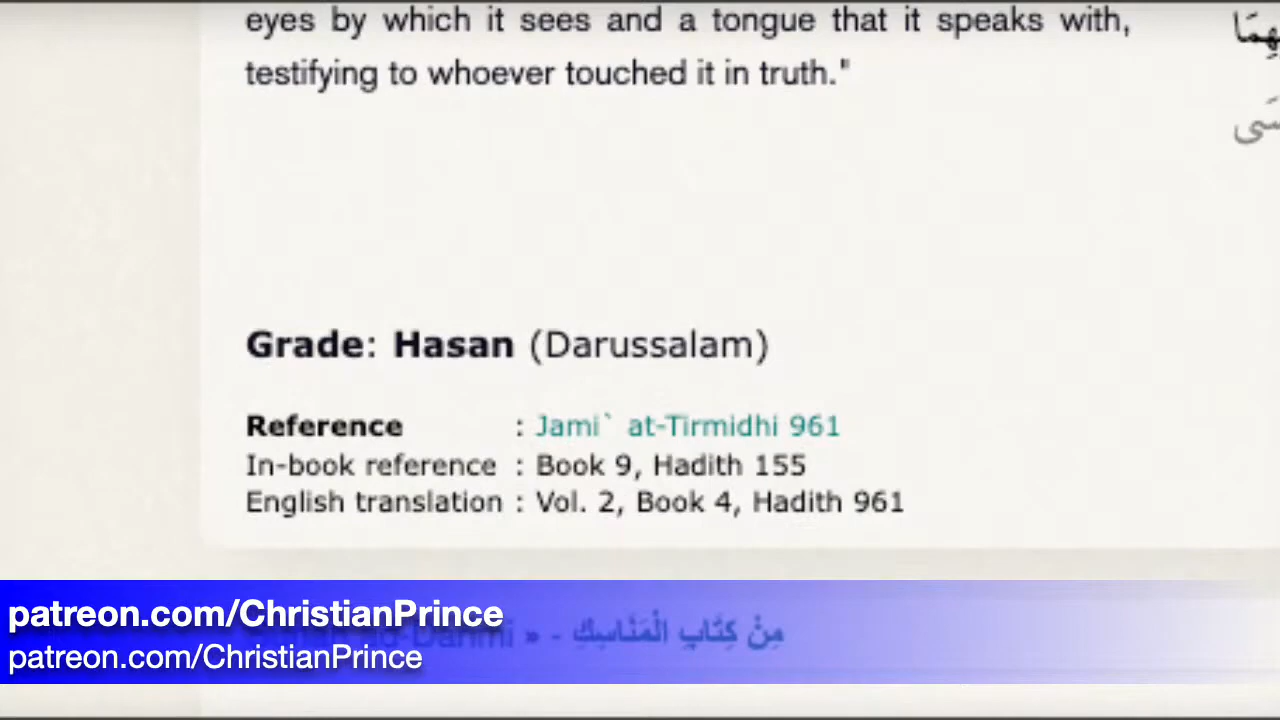 eyes by which it sees and a tongue that it speaks with,
testifying to whoever touched it in truth."
Grade: Hasan (Darussalam)
Reference : Jami` at-Tirmidhi 961
In-book reference : Book 9, Hadith 155
English translation : Vol. 2, Book 4, Hadith 961
patreon.com/ChristianPrince
ad-Darimi » - مِنْ كِتَابِ الْمَنَاسِكِ
patreon.com/ChristianPrince